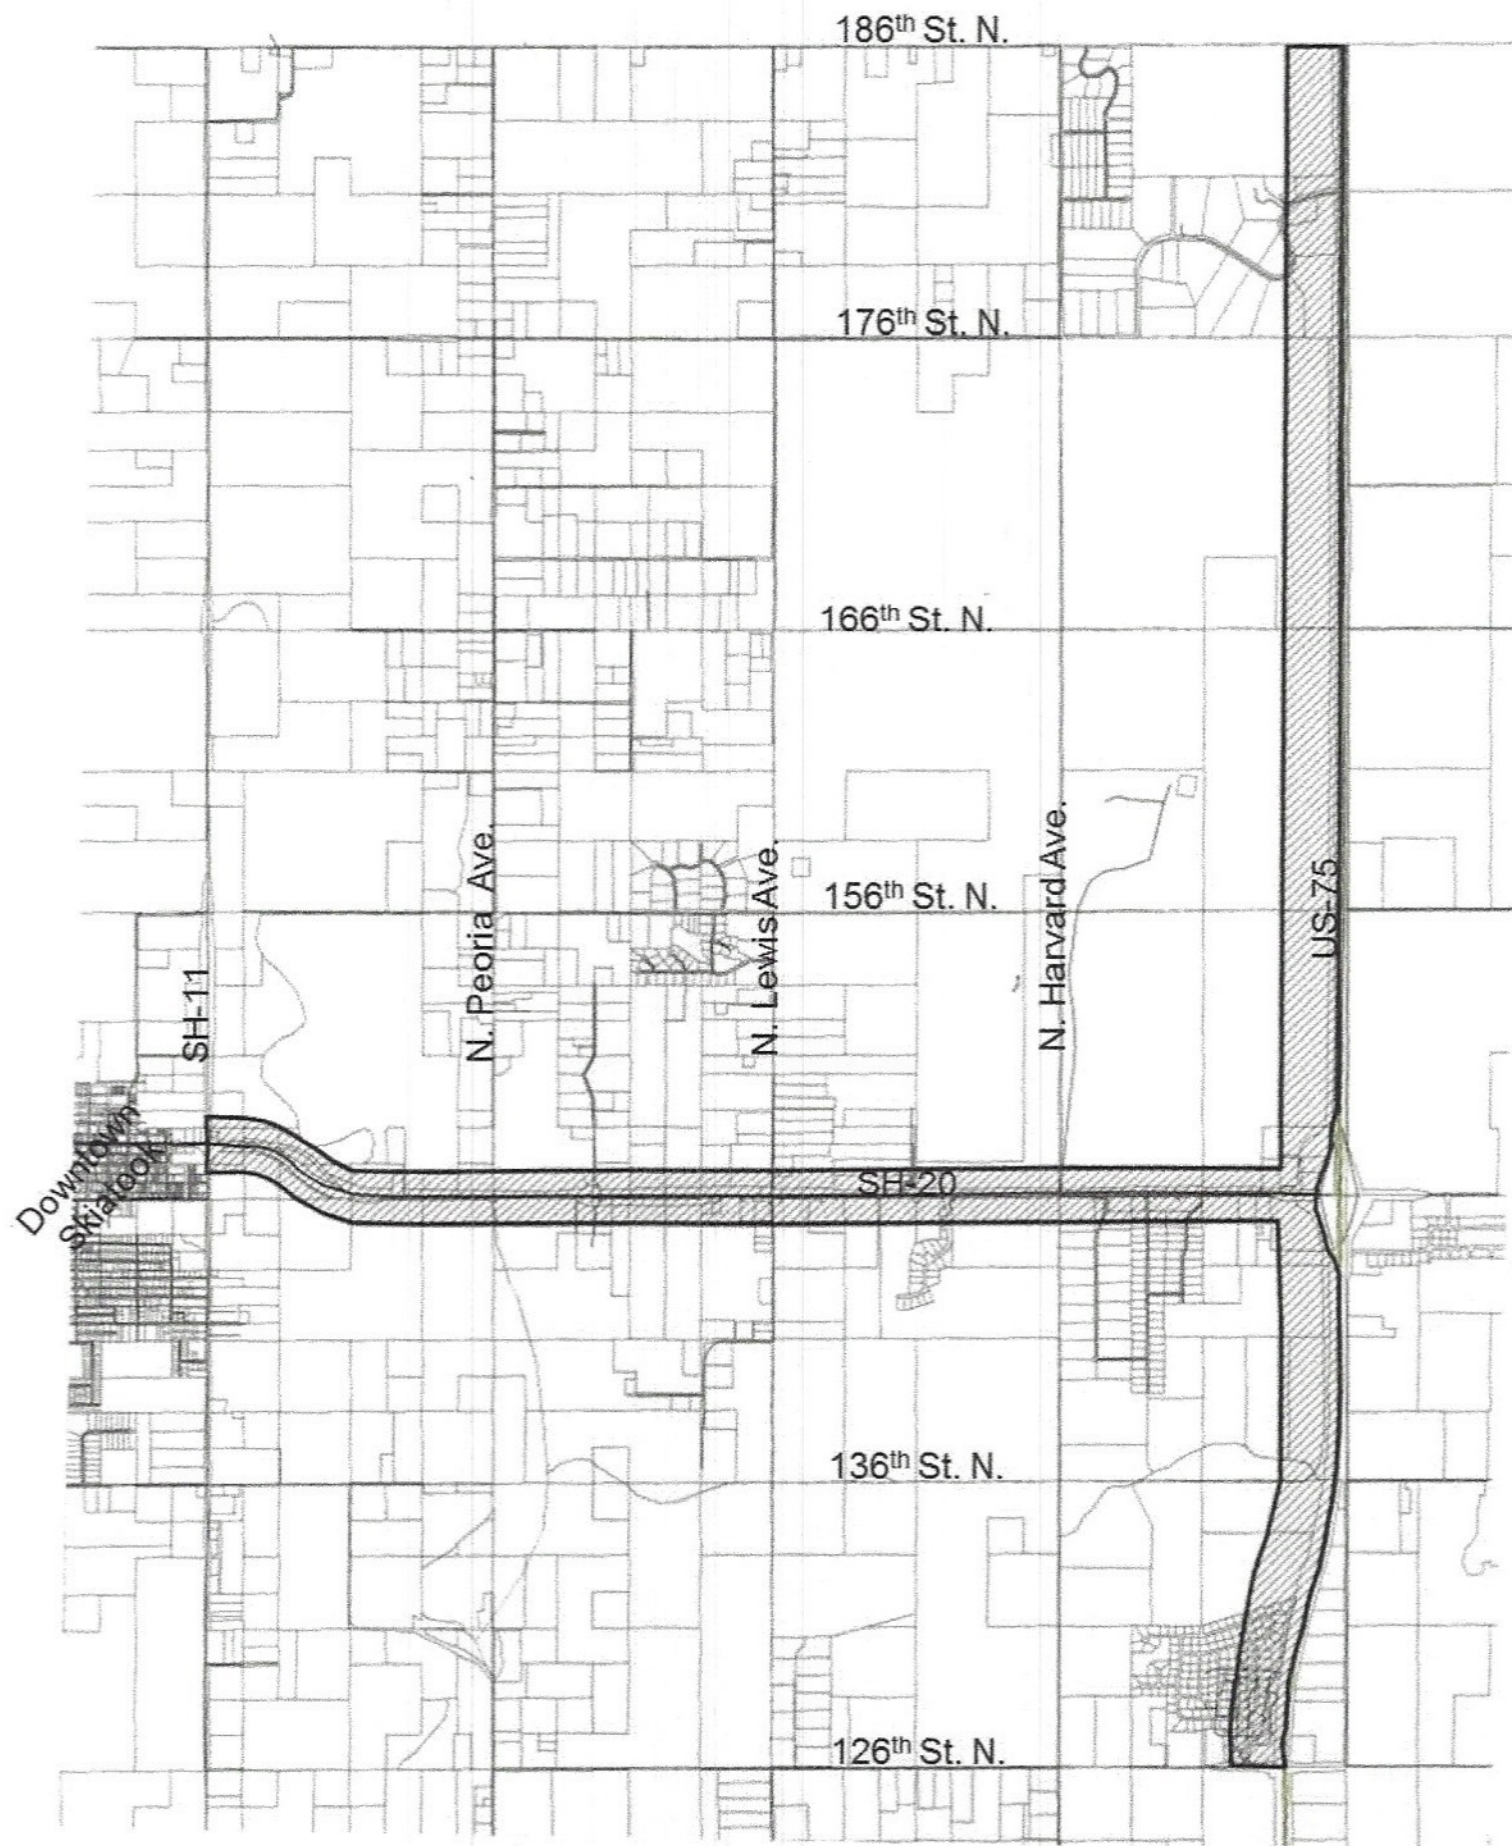 186th St. N.
176th St. N.
166th St. N.
156th St. N.
SH-11
N. Peoria Ave.
N. Lewis Ave.
N. Harvard Ave.
US-75
Downtown
Skiatook
SH-20
136th St. N.
126th St. N.